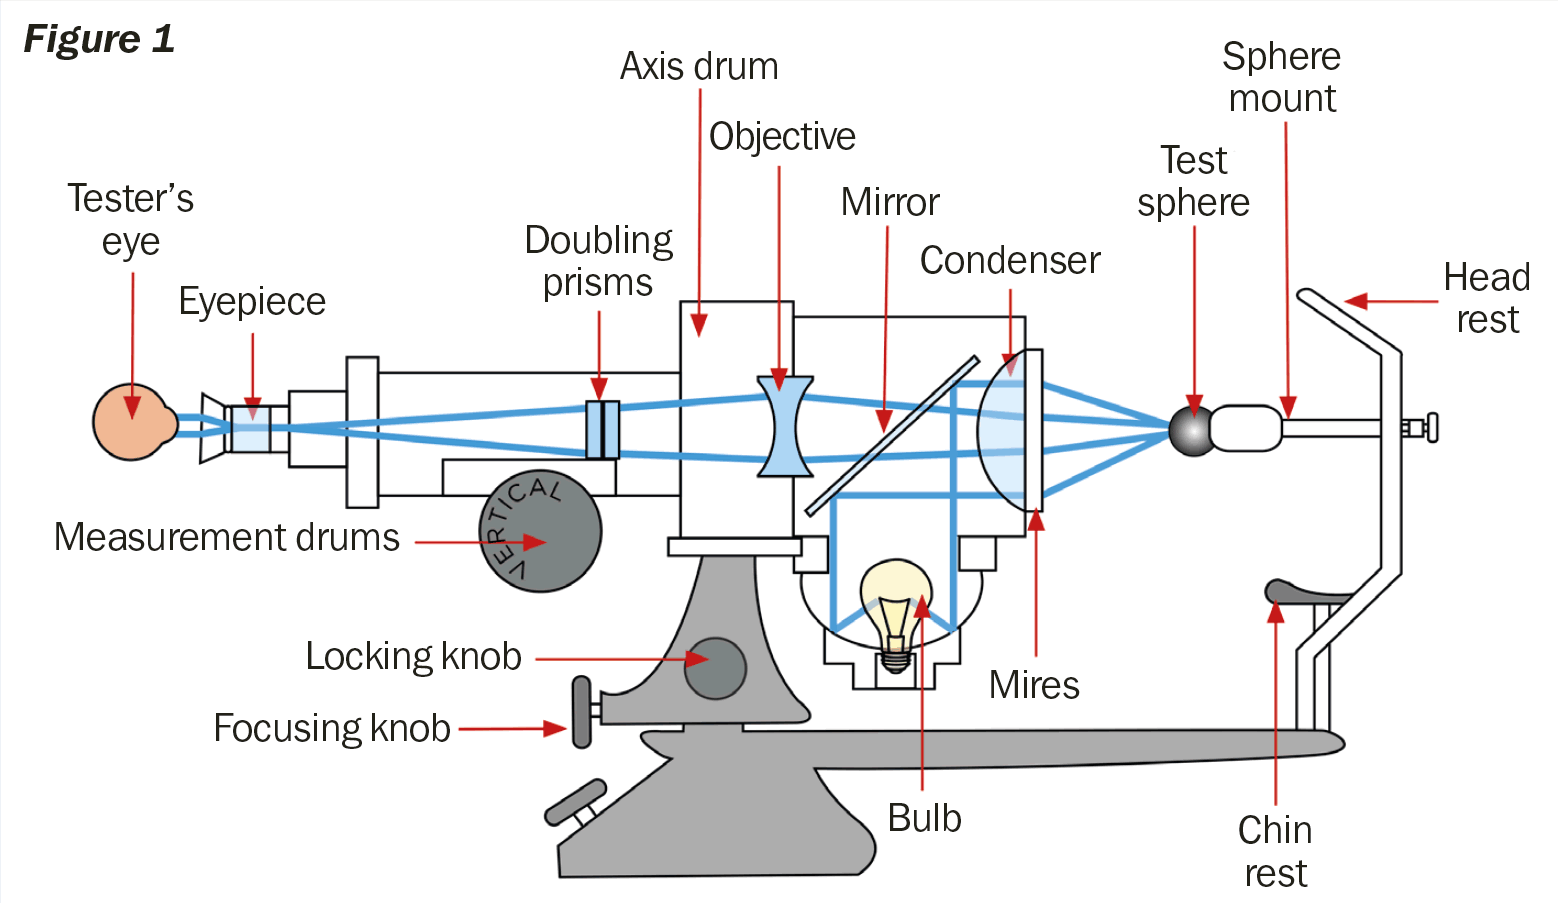 Figure 1
Axis drum
Sphere
mount
Objective
Test
sphere
Tester’s
eye
Mirror
Doubling
prisms
Condenser
Head
rest
Eyepiece
VERTICAL
Measurement drums
Locking knob
Mires
Focusing knob
Bulb
Chin
rest